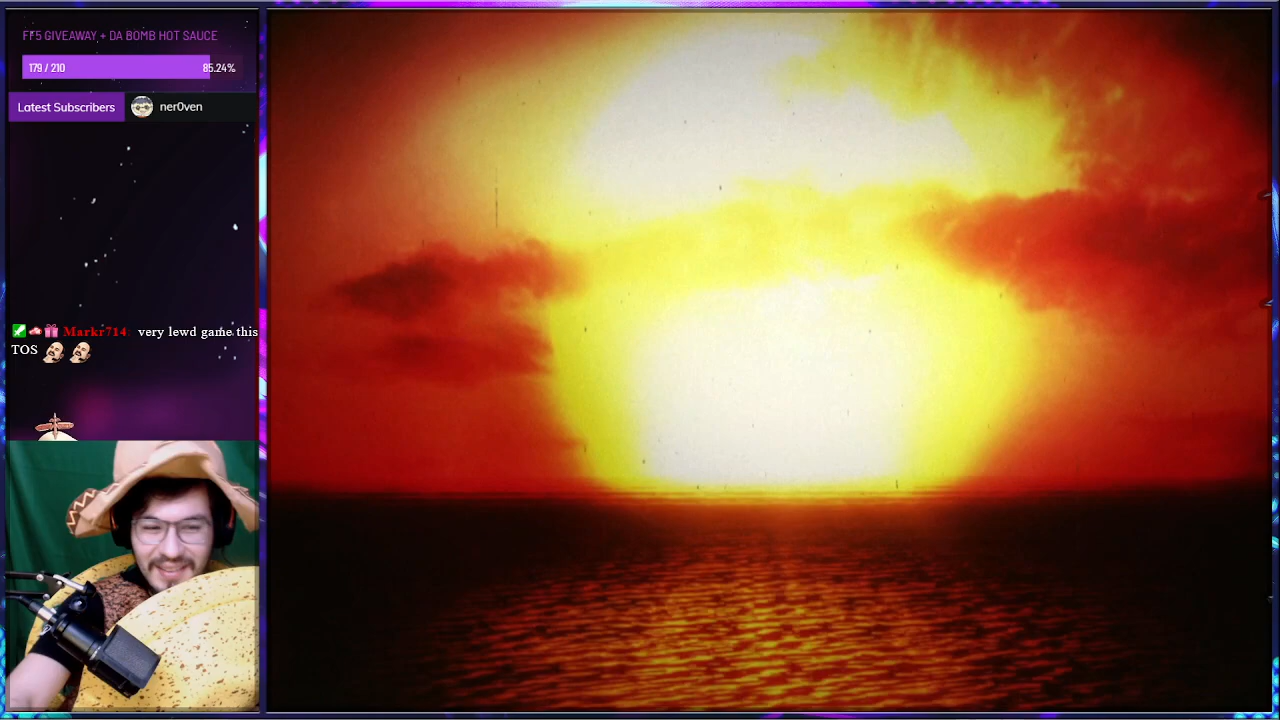 FF5 GIVEAWAY + DA BOMB HOT SAUCE
179 / 210 85.24%
Latest Subscribers ner0ven
Markr714: very lewd game this
TOS